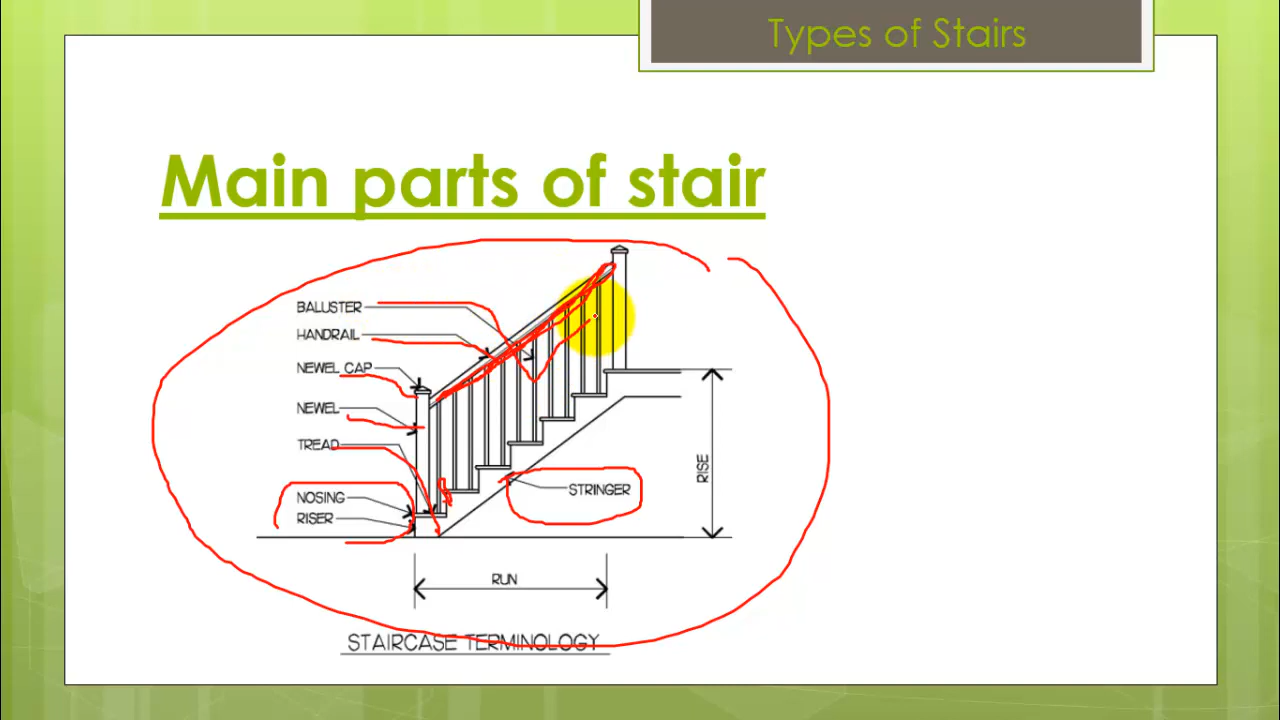 Types of Stairs
Main parts of stair
BALUSTER
HANDRAIL
NEWEL CAP
NEWEL
TREAD
NOSING
RISER
STRINGER
RISE
RUN
STAIRCASE TERMINOLOGY